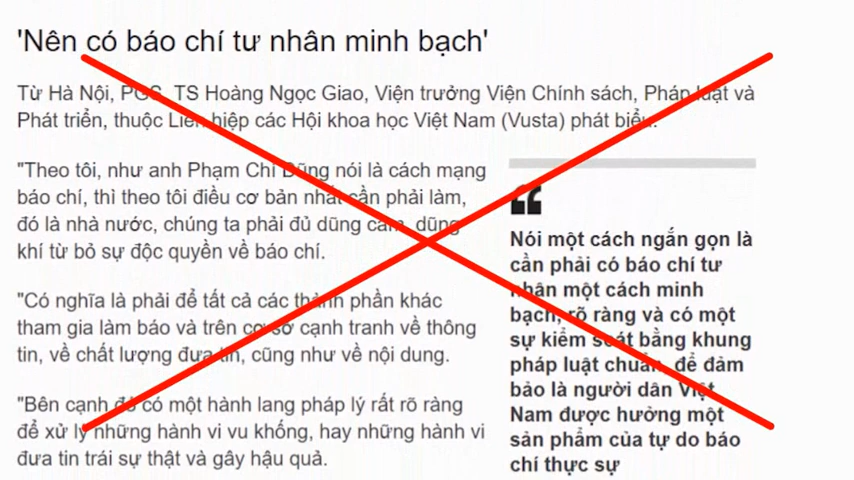 'Nên có báo chí tư nhân minh bạch'
Từ Hà Nội, PGS. TS Hoàng Ngọc Giao, Viện trưởng Viện Chính sách, Pháp luật và
Phát triển, thuộc Liên hiệp các Hội khoa học Việt Nam (Vusta) phát biểu:
"Theo tôi, như anh Phạm Chí Dũng nói là cách mạng
báo chí, thì theo tôi điều cơ bản nhất cần phải làm,
đó là nhà nước, chúng ta phải đủ dũng cảm, dũng
khí từ bỏ sự độc quyền về báo chí.
"Có nghĩa là phải để tất cả các thành phần khác
tham gia làm báo và trên cơ sở cạnh tranh về thông
tin, về chất lượng đưa tin, cũng như về nội dung.
"Bên cạnh đó có một hành lang pháp lý rất rõ ràng
để xử lý những hành vi vu khống, hay những hành vi
đưa tin trái sự thật và gây hậu quả.
Nói một cách ngắn gọn là
cần phải có báo chí tư
nhân một cách minh
bạch, rõ ràng và có một
sự kiểm soát bằng khung
pháp luật chuẩn, để đảm
bảo là người dân Việt
Nam được hưởng một
sản phẩm của tự do báo
chí thực sự